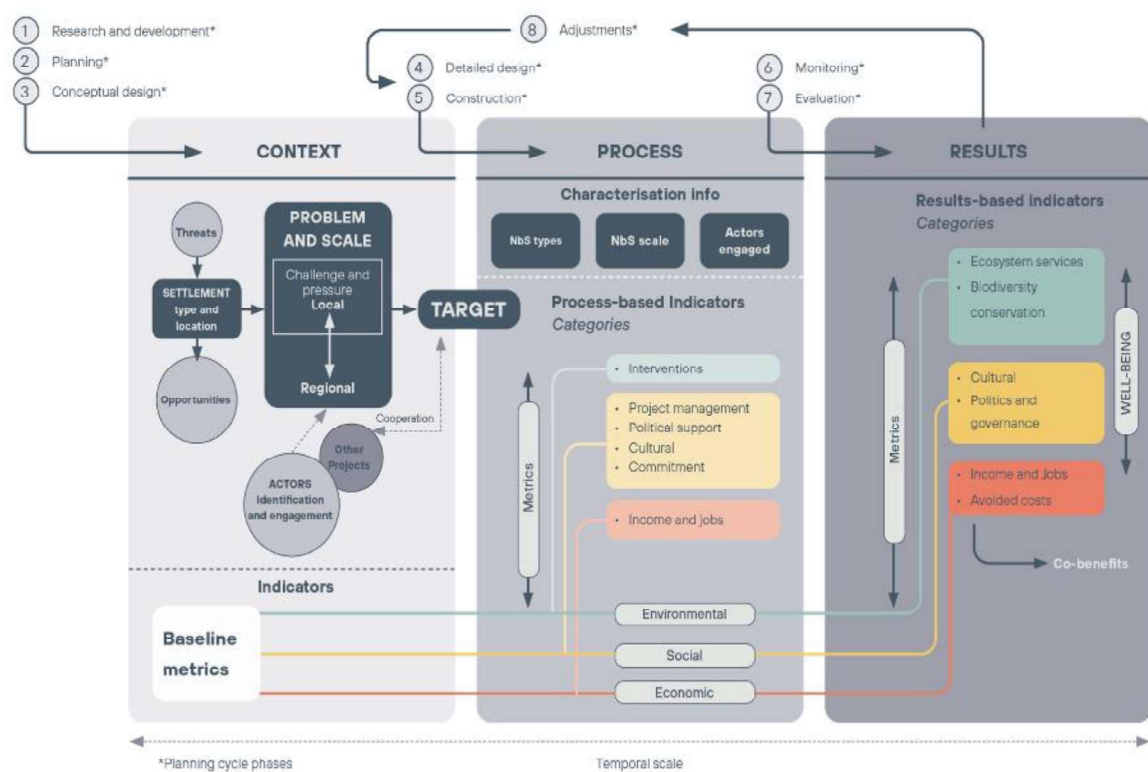 1 Research and development*
2 Planning*
3 Conceptual design*
8 Adjustments*
4 Detailed design*
5 Construction*
6 Monitoring*
7 Evaluation*
CONTEXT
Threats
SETTLEMENT
type and
location
Opportunities
PROBLEM
AND SCALE
Challenge and
pressure
Local
Regional
TARGET
Cooperation
Other
Projects
ACTORS
Identification
and engagement
Indicators
Baseline
metrics
PROCESS
Characterisation info
NbS types
NbS scale
Actors
engaged
Process-based Indicators
Categories
Metrics
• Interventions
• Project management
• Political support
• Cultural
• Commitment
• Income and jobs
Environmental
Social
Economic
RESULTS
Results-based Indicators
Categories
Metrics
• Ecosystem services
• Biodiversity
conservation
• Cultural
• Politics and
governance
• Income and Jobs
• Avoided costs
WELL-BEING
Co-benefits
*Planning cycle phases
Temporal scale